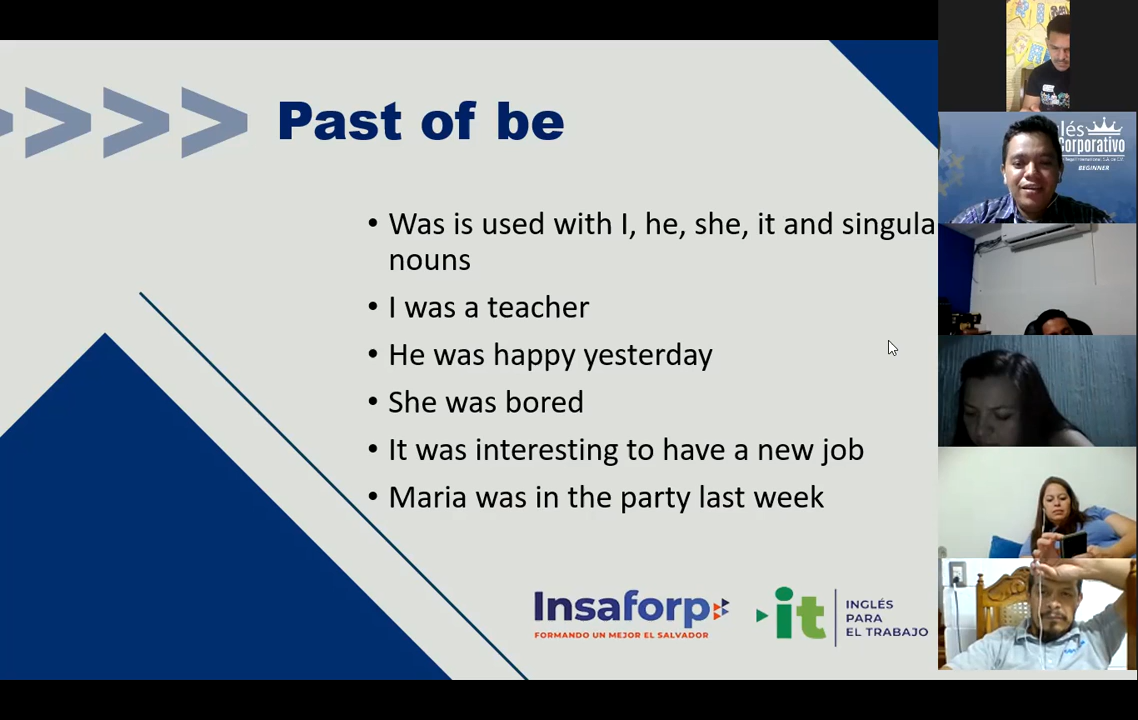 Past of be
• Was is used with I, he, she, it and singula
nouns
• I was a teacher
• He was happy yesterday
• She was bored
• It was interesting to have a new job
• Maria was in the party last week
Insaforp
FORMANDO UN MEJOR EL SALVADOR
it
INGLÉS
PARA
EL TRABAJO
lés
Corporativo
BEGINNER